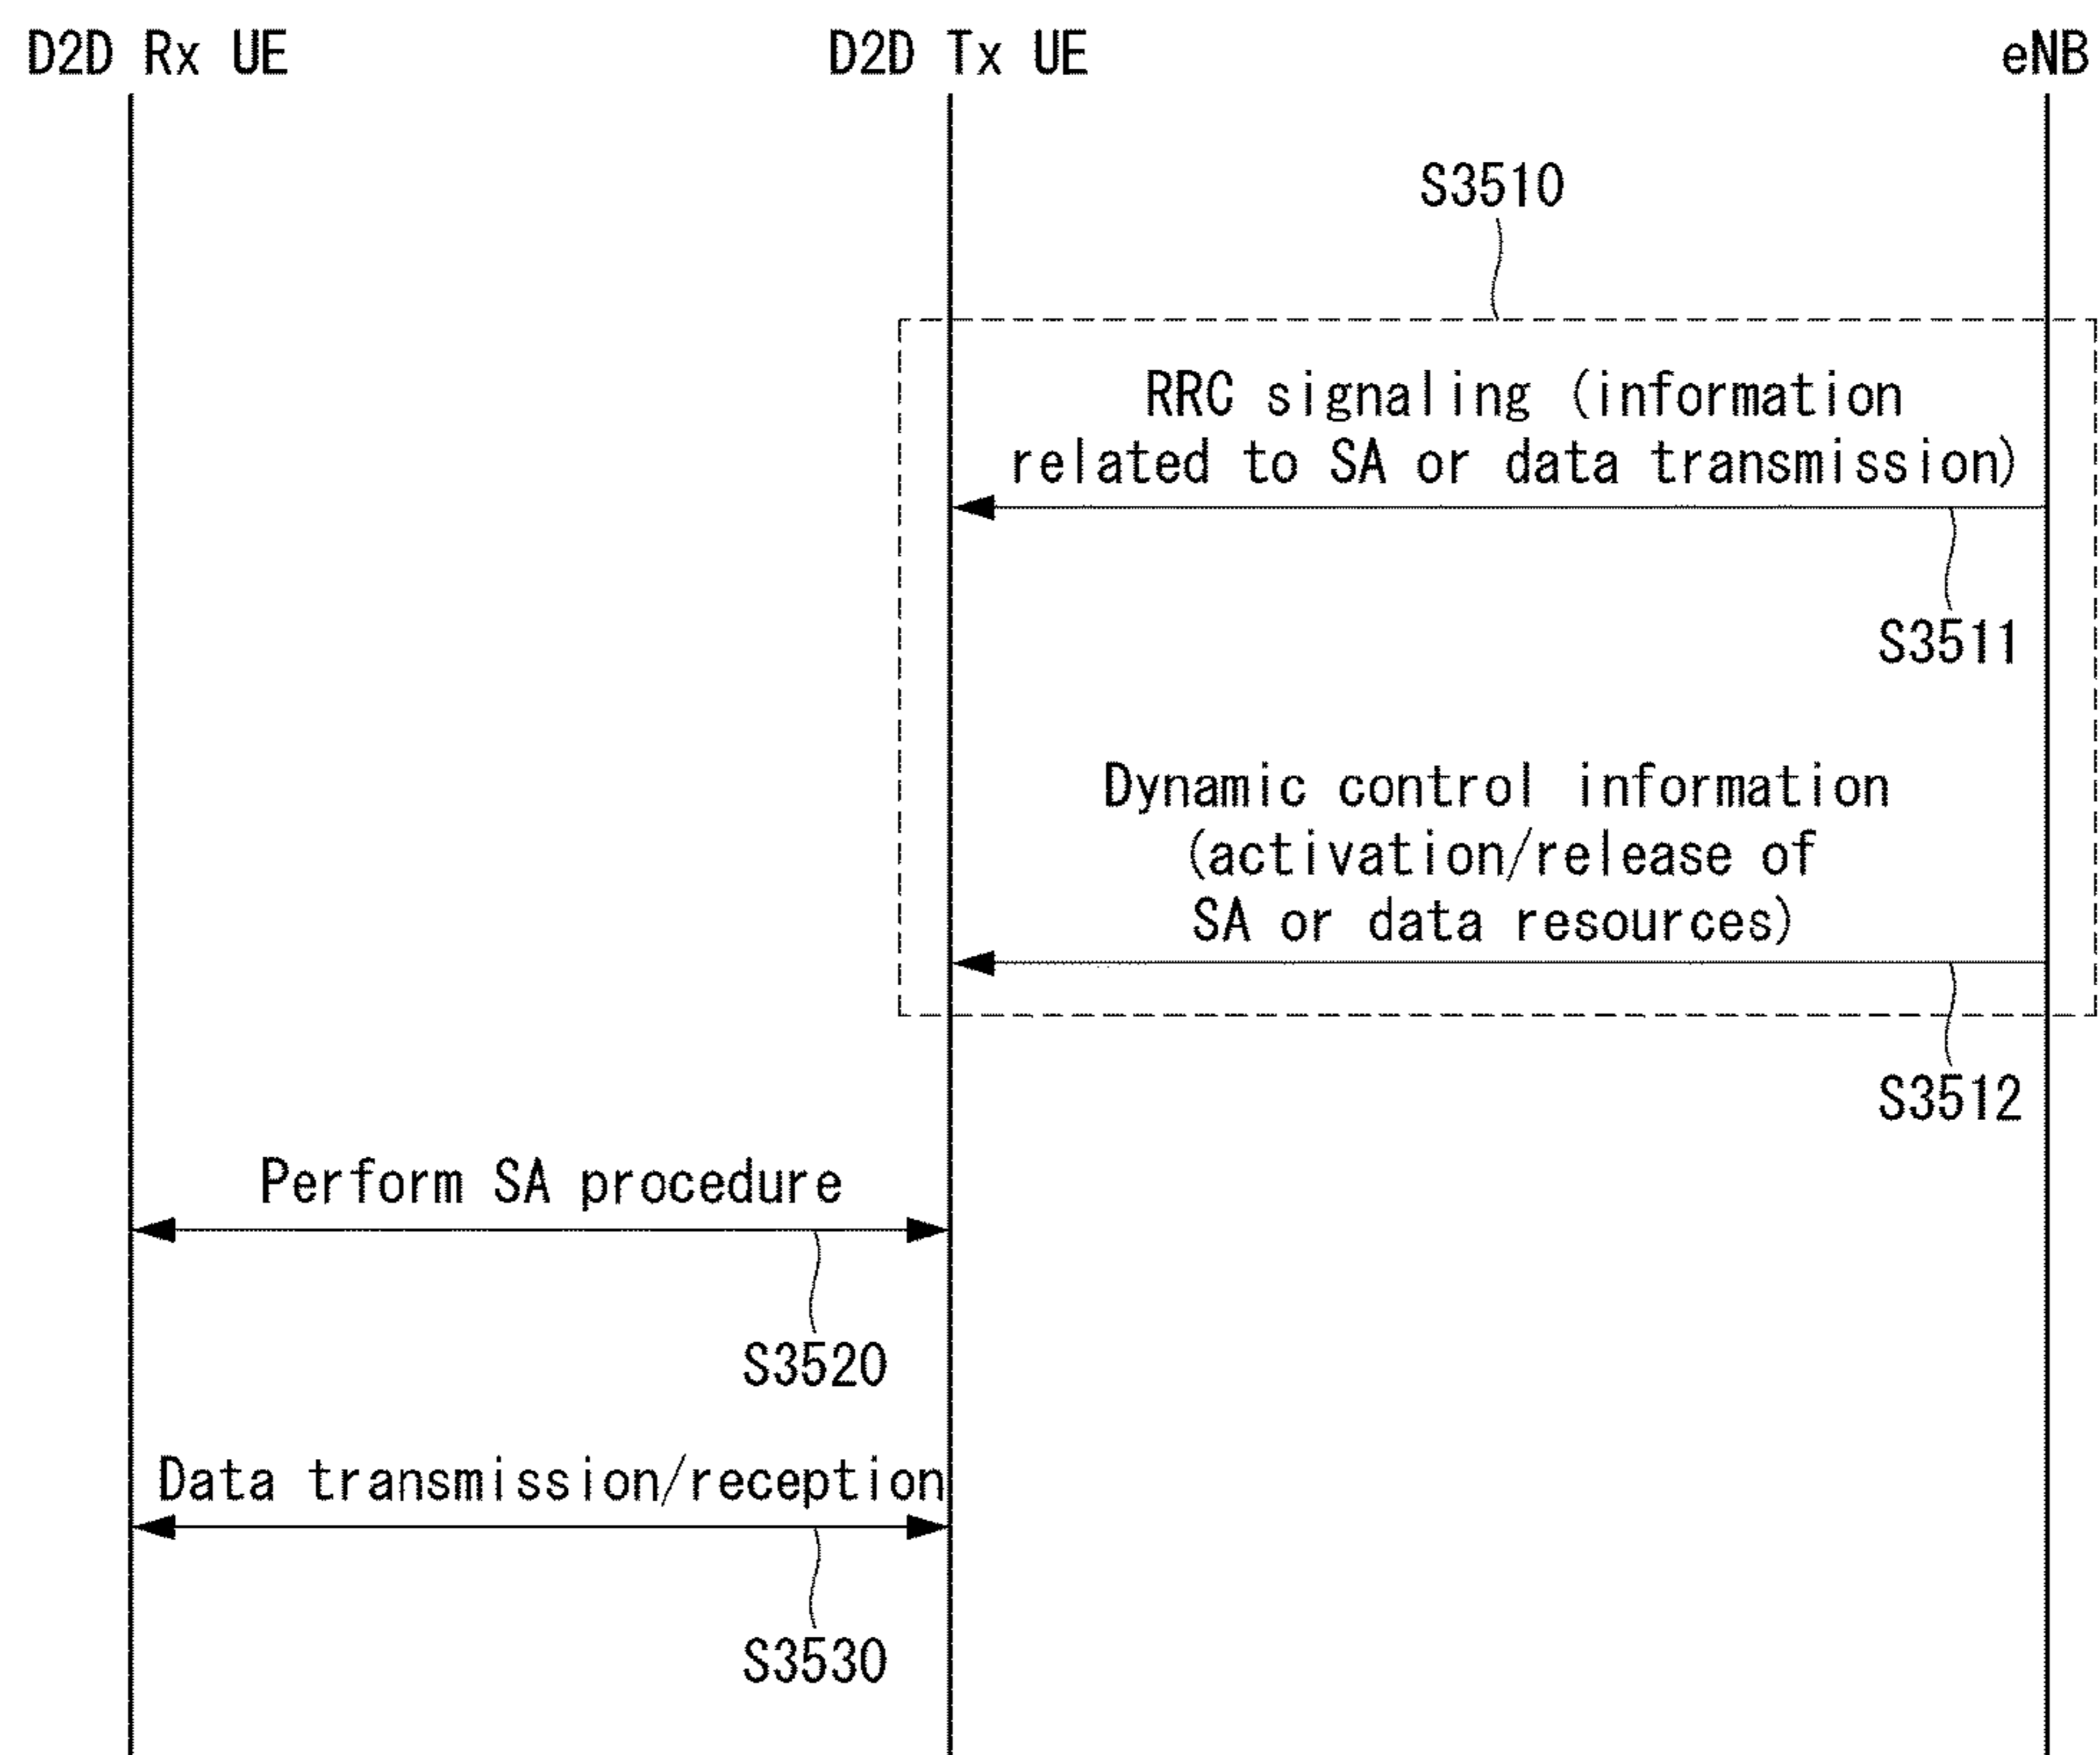 D2D Rx UE
D2D Tx UE
eNB
S3510
RRC signaling (information
related to SA or data transmission)
S3511
Dynamic control information
(activation/release of
SA or data resources)
S3512
Perform SA procedure
S3520
Data transmission/reception
S3530